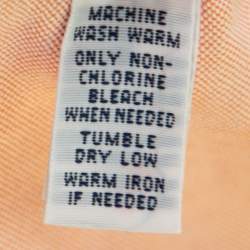 MACHINE
WASH WARM
ONLY NON-
CHLORINE
BLEACH
WHEN NEEDED
TUMBLE
DRY LOW
WARM IRON
IF NEEDED